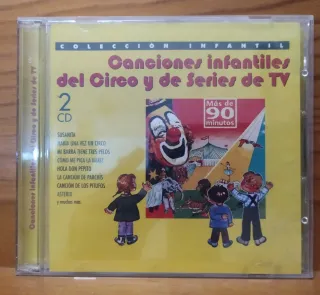 COLECCIÓN INFANTIL
Canciones infantiles
del Circo y de Series de TV
2
CD
Más de
90
minutos
SUSANITA
HABÍA UNA VEZ UN CIRCO
MI BARBA TIENE TRES PELOS
CÓMO ME PICA LA NARIZ
HOLA DON PEPITO
LA CANCIÓN DE PANCHO
CANCIÓN DE LOS PITUFOS
ASTERIX
y muchas más
Canciones infantiles del Circo y de Series de TV